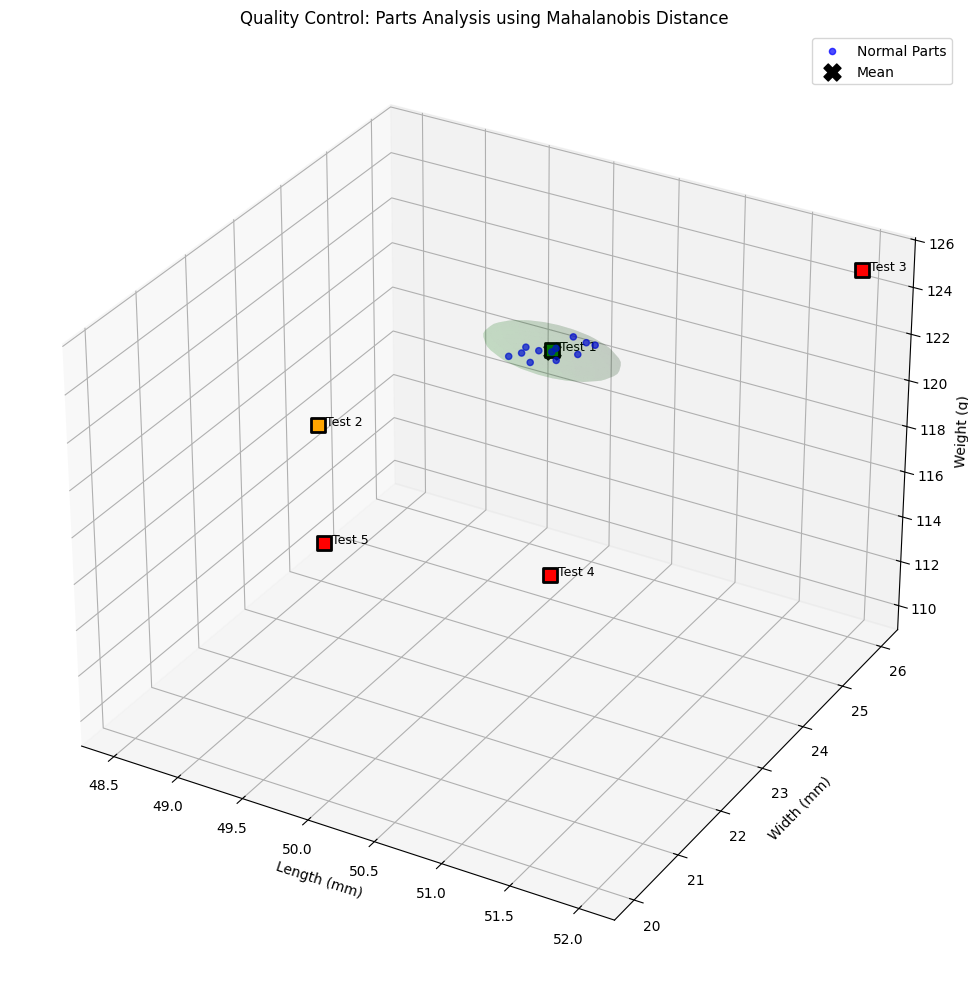 Quality Control: Parts Analysis using Mahalanobis Distance
Normal Parts
Mean
Test 3
Test 1
Test 2
Test 5
Test 4
126
124
122
120
118
116
114
112
110
Weight (g)
26
25
24
23
22
21
20
Width (mm)
48.5
49.0
49.5
50.0
50.5
51.0
51.5
52.0
Length (mm)